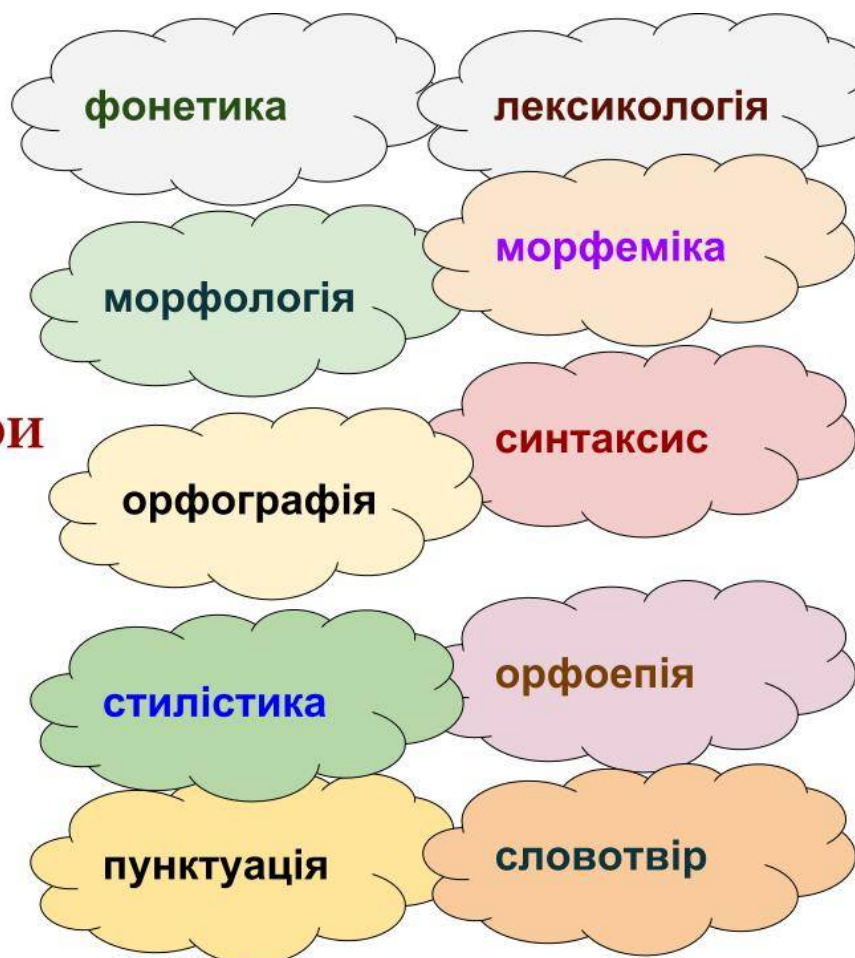 фонетика
лексикологія
морфологія
морфеміка
синтаксис
орфографія
стилістика
орфоепія
пунктуація
словотвір